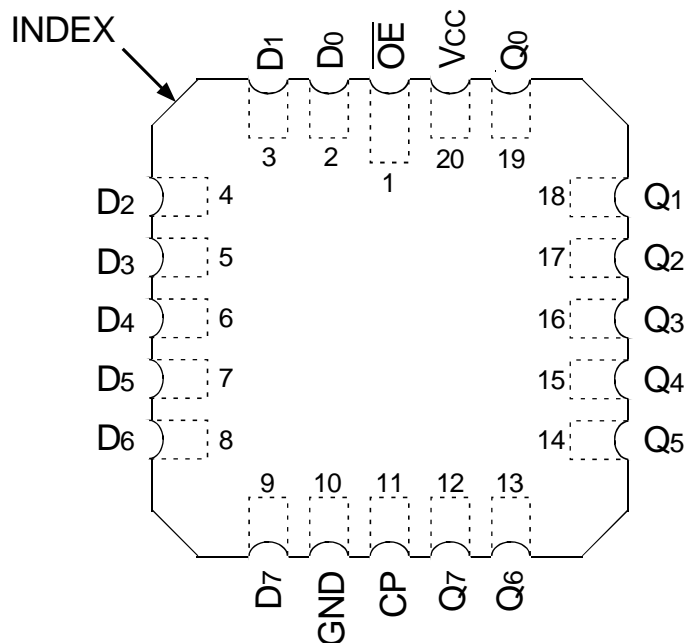 INDEX
D1 D0 OE VCC Q0
3 2 1 20 19
D2 4 18 Q1
D3 5 17 Q2
D4 6 16 Q3
D5 7 15 Q4
D6 8 14 Q5
9 10 11 12 13
D7 GND CP Q7 Q6